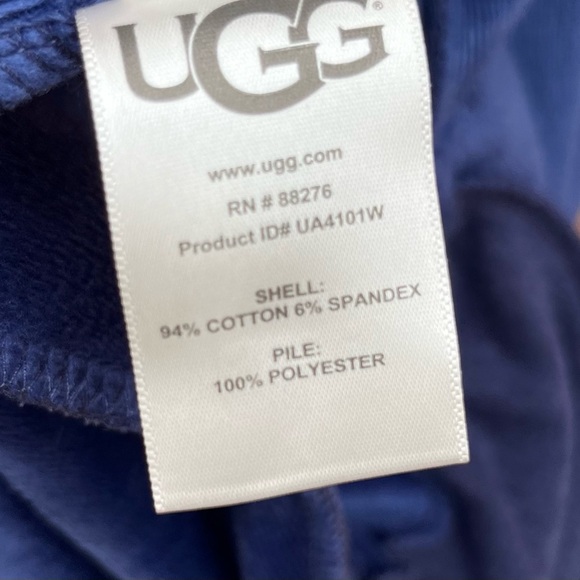 UGG®
www.ugg.com
RN # 88276
Product ID# UA4101W
SHELL:
94% COTTON 6% SPANDEX
PILE:
100% POLYESTER